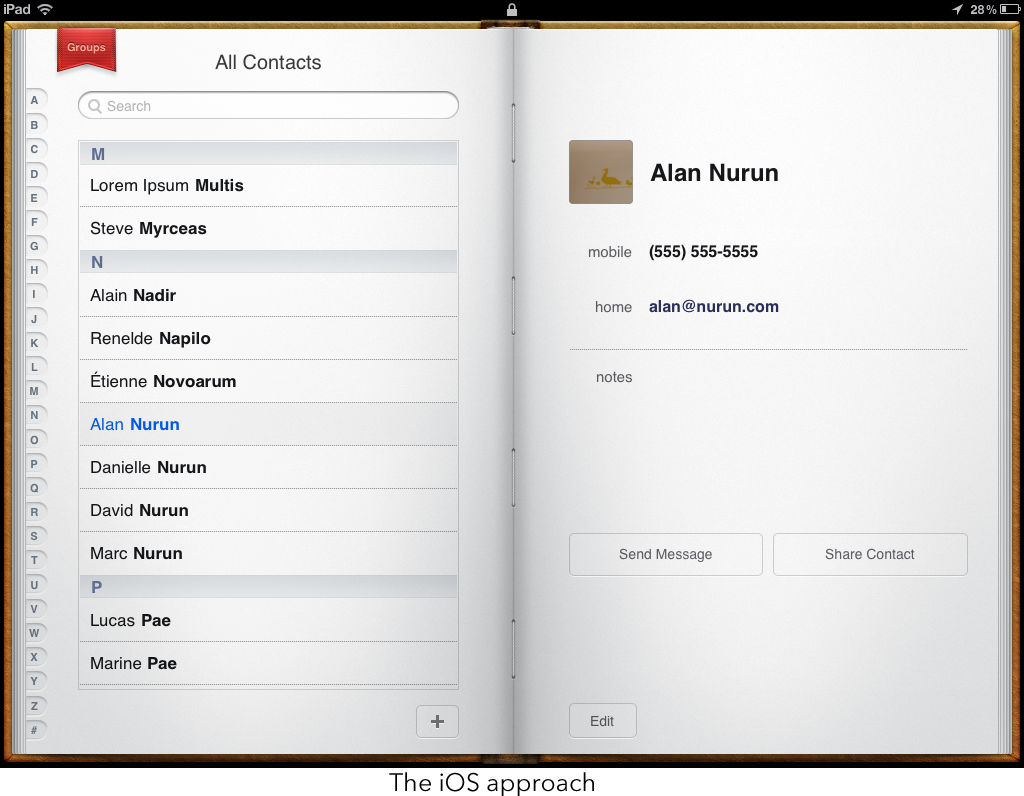 iPad 28%
Groups
All Contacts
Search
A
B
C
D
E
F
G
H
I
J
K
L
M
N
O
P
Q
R
S
T
U
V
W
X
Y
Z
#
M
Lorem Ipsum Multis
Steve Myrceas
N
Alain Nadir
Renelde Napilo
Étienne Novoarum
Alan Nurun
Danielle Nurun
David Nurun
Marc Nurun
P
Lucas Pae
Marine Pae
+
Alan Nurun
mobile (555) 555-5555
home alan@nurun.com
notes
Send Message Share Contact
Edit
The iOS approach